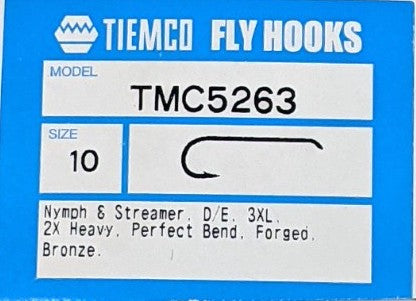 TIEMCO FLY HOOKS
MODEL
TMC5263
SIZE
10
Nymph & Streamer, D/E, 3XL,
2X Heavy, Perfect Bend, Forged,
Bronze.